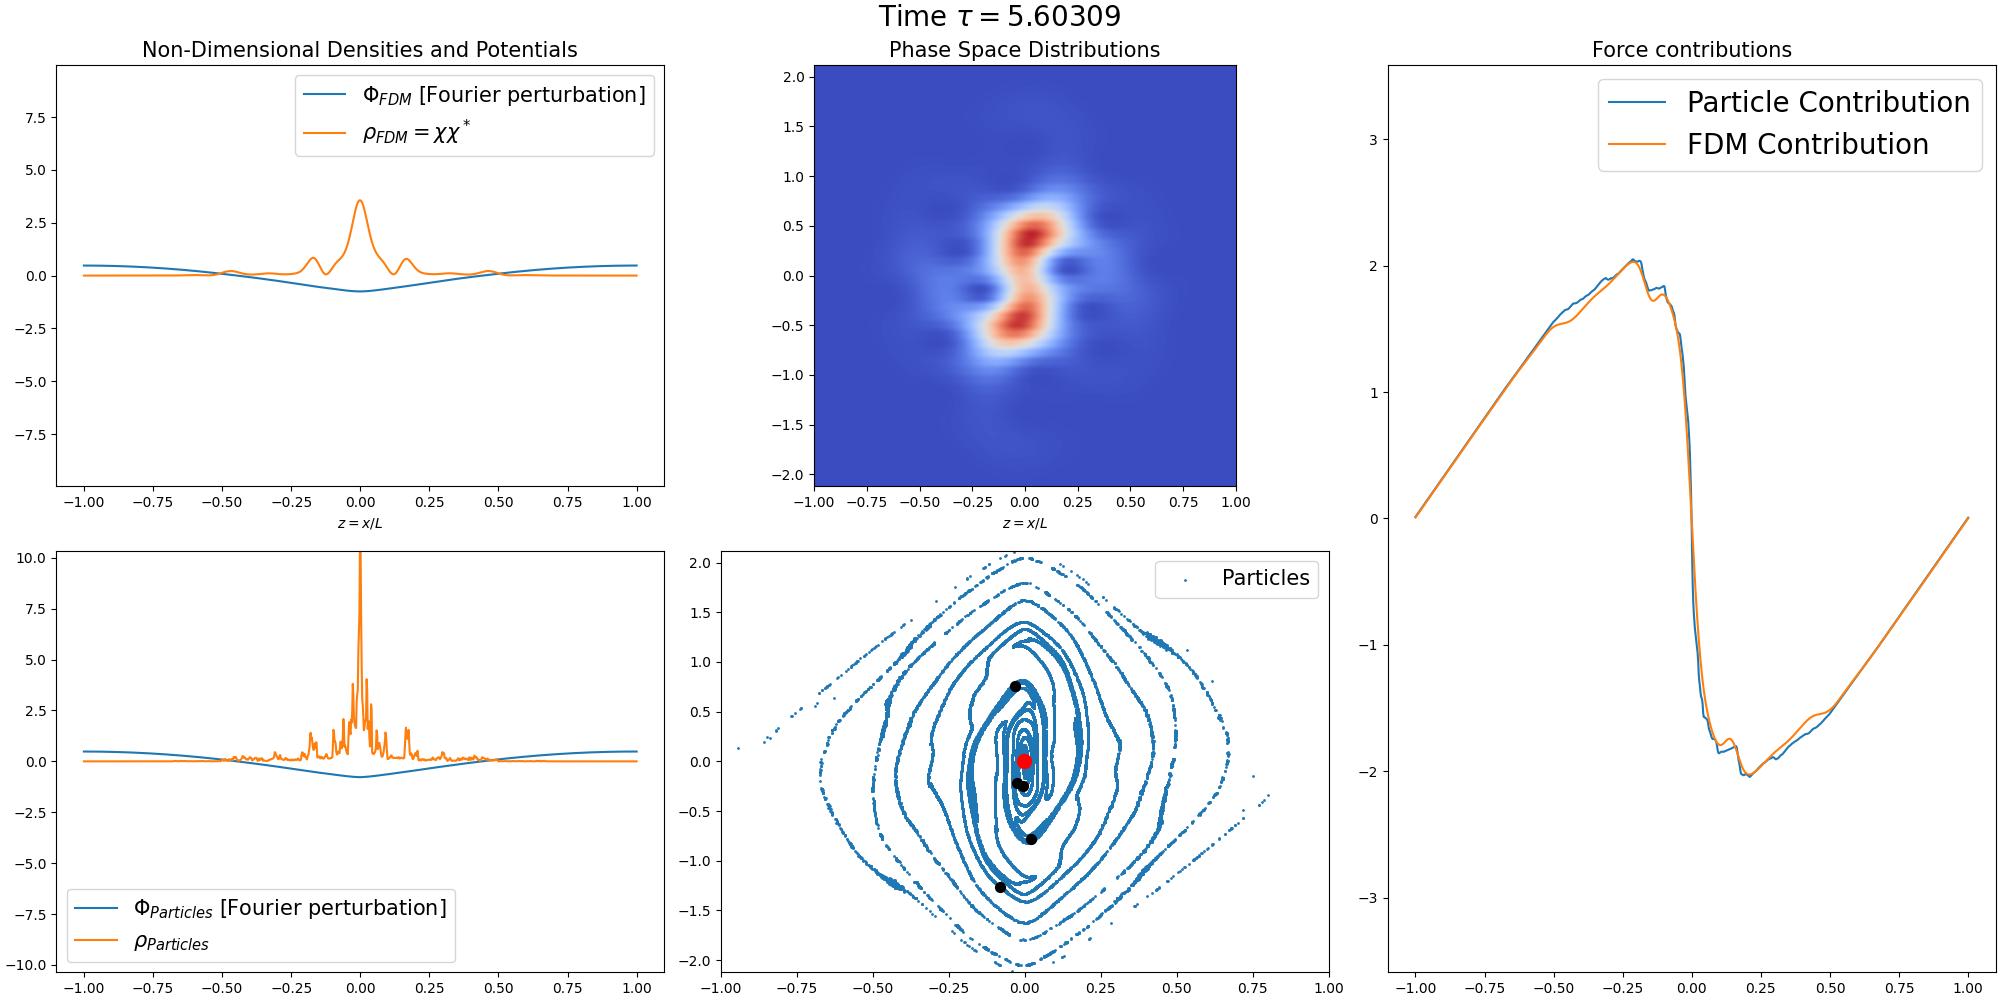 Time τ = 5.60309
Non-Dimensional Densities and Potentials
Φ_FDM [Fourier perturbation]
ρ_FDM = χχ*
7.5
5.0
2.5
0.0
−2.5
−5.0
−7.5
−1.00 −0.75 −0.50 −0.25 0.00 0.25 0.50 0.75 1.00
z = x/L
Phase Space Distributions
2.0
1.5
1.0
0.5
0.0
−0.5
−1.0
−1.5
−2.0
−1.00 −0.75 −0.50 −0.25 0.00 0.25 0.50 0.75 1.00
z = x/L
Force contributions
Particle Contribution
FDM Contribution
3
2
1
0
−1
−2
−3
−1.00 −0.75 −0.50 −0.25 0.00 0.25 0.50 0.75 1.00
10.0
7.5
5.0
2.5
0.0
−2.5
−5.0
−7.5
−10.0
Φ_Particles [Fourier perturbation]
ρ_Particles
−1.00 −0.75 −0.50 −0.25 0.00 0.25 0.50 0.75 1.00
Particles
2.0
1.5
1.0
0.5
0.0
−0.5
−1.0
−1.5
−2.0
−1.00 −0.75 −0.50 −0.25 0.00 0.25 0.50 0.75 1.00